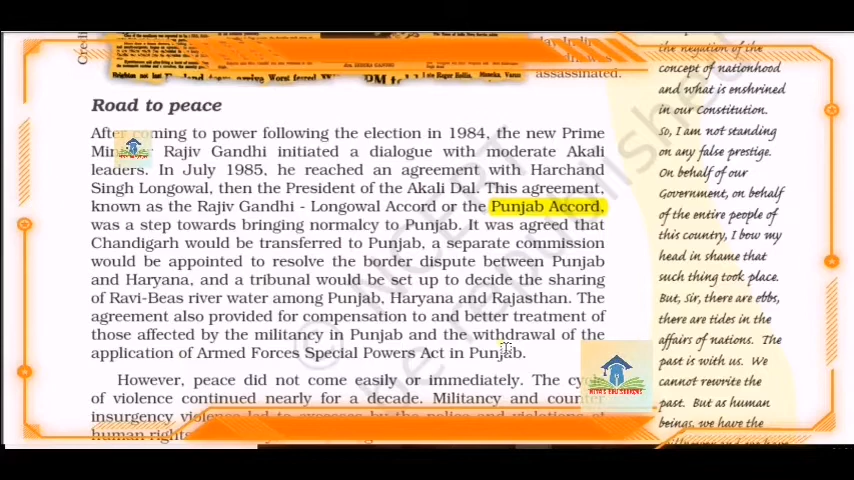 assassinated.
Road to peace
After coming to power following the election in 1984, the new Prime
Rajiv Gandhi initiated a dialogue with moderate Akali
leaders. In July 1985, he reached an agreement with Harchand
Singh Longowal, then the President of the Akali Dal. This agreement,
known as the Rajiv Gandhi - Longowal Accord or the Punjab Accord,
was a step towards bringing normalcy to Punjab. It was agreed that
Chandigarh would be transferred to Punjab, a separate commission
would be appointed to resolve the border dispute between Punjab
and Haryana, and a tribunal would be set up to decide the sharing
of Ravi-Beas river water among Punjab, Haryana and Rajasthan. The
agreement also provided for compensation to and better treatment of
those affected by the militancy in Punjab and the withdrawal of the
application of Armed Forces Special Powers Act in Punjab.
However, peace did not come easily or immediately. The
of violence continued nearly for a decade. Militancy and counter
insurgency violence led to excesses by the police and violations of
human rights
the negation of the
concept of nationhood
and what is enshrined
in our Constitution.
So, I am not standing
on any false prestige.
On behalf of our
Government, on behalf
of the entire people of
this country, I bow my
head in shame that
such thing took place.
But, Sir, there are ebbs,
there are tides in the
affairs of nations. The
past is with us. We
cannot rewrite the
past. But as human
beings, we have the
© NCERT